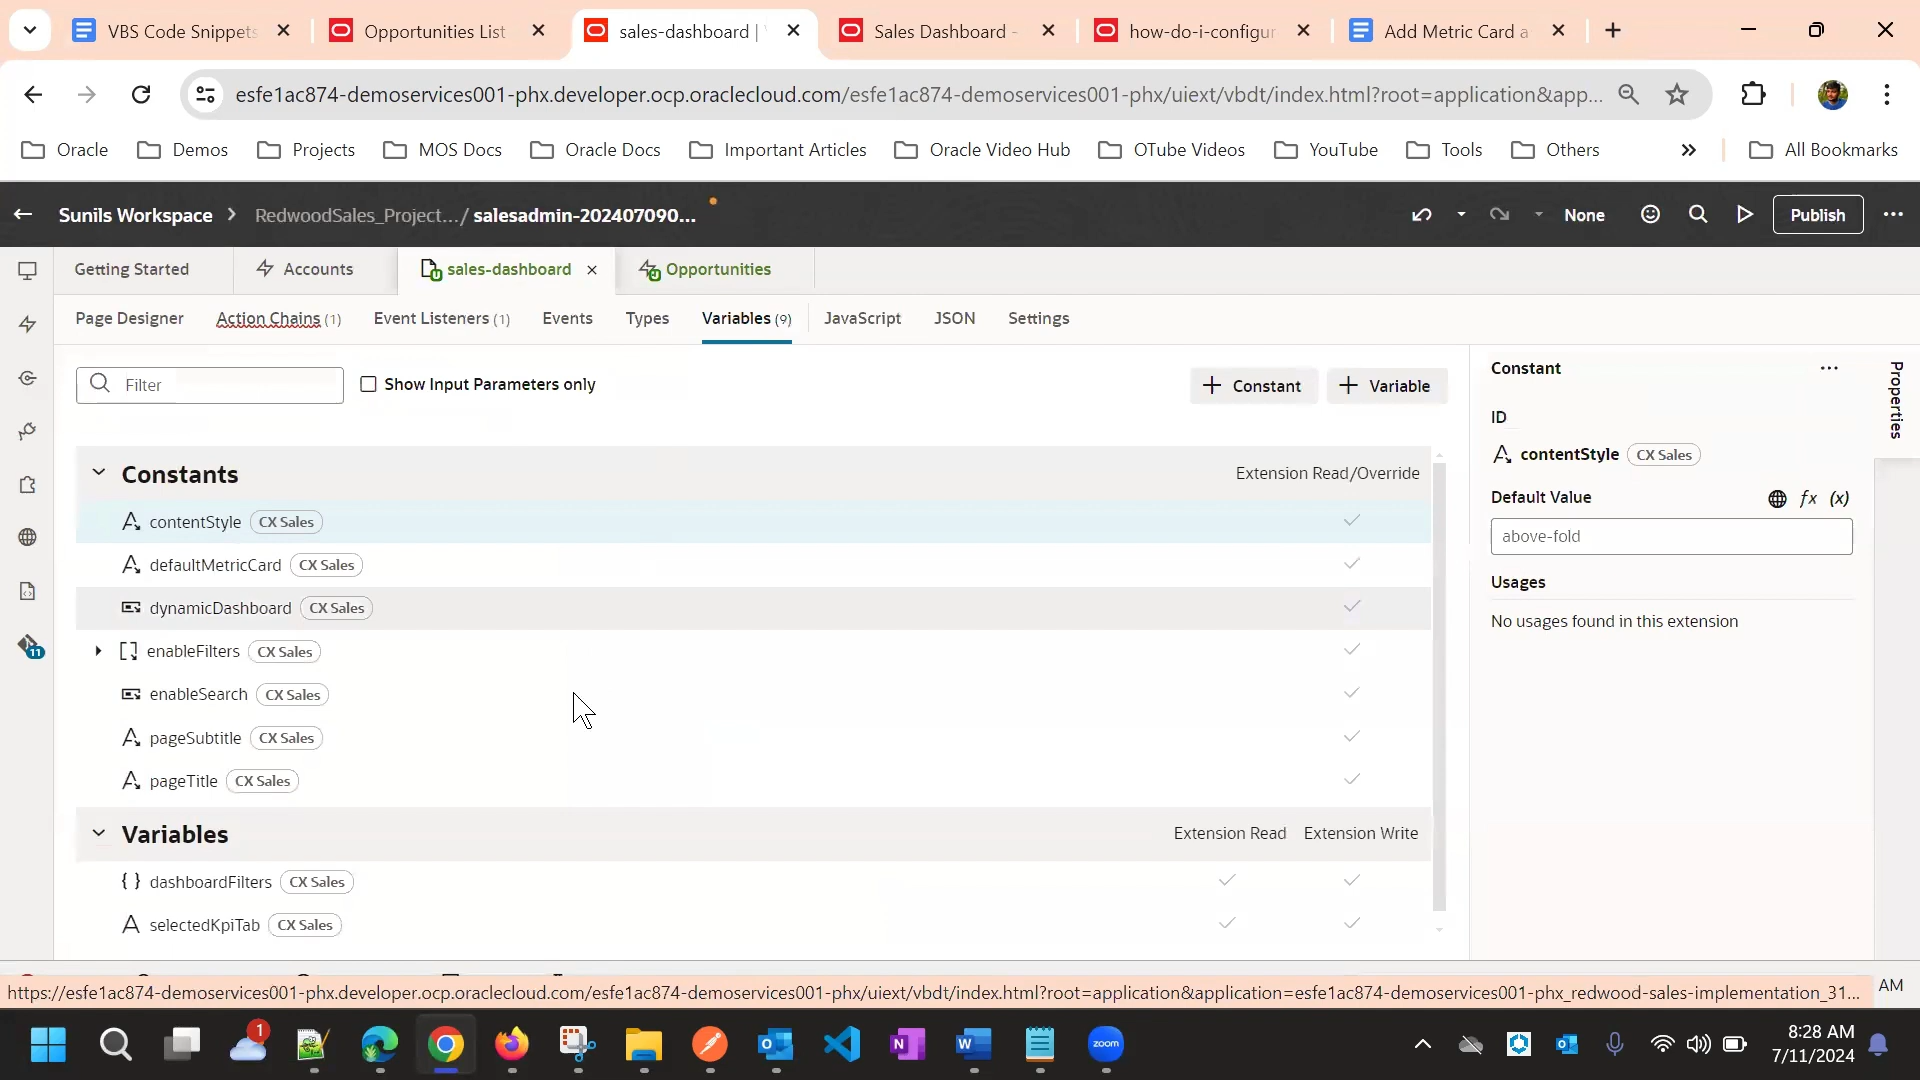 VBS Code Snippets
Opportunities List
sales-dashboard |
Sales Dashboard -
how-do-i-configur
Add Metric Card a
esfe1ac874-demoservices001-phx.developer.ocp.oraclecloud.com/esfe1ac874-demoservices001-phx/uiext/vbdt/index.html?root=application&app...
Oracle
Demos
Projects
MOS Docs
Oracle Docs
Important Articles
Oracle Video Hub
OTube Videos
YouTube
Tools
Others
All Bookmarks
Sunils Workspace > RedwoodSales_Project.../ salesadmin-202407090...
None
Publish
Getting Started
Accounts
sales-dashboard
Opportunities
Page Designer
Action Chains (1)
Event Listeners (1)
Events
Types
Variables (9)
JavaScript
JSON
Settings
Filter
Show Input Parameters only
+ Constant
+ Variable
Constants
Extension Read/Override
contentStyle CX Sales
defaultMetricCard CX Sales
dynamicDashboard CX Sales
enableFilters CX Sales
enableSearch CX Sales
pageSubtitle CX Sales
pageTitle CX Sales
Variables
Extension Read
Extension Write
dashboardFilters CX Sales
selectedKpiTab CX Sales
Constant
ID
contentStyle CX Sales
Default Value
fx (x)
above-fold
Usages
No usages found in this extension
Properties
11
https://esfe1ac874-demoservices001-phx.developer.ocp.oraclecloud.com/esfe1ac874-demoservices001-phx/uiext/vbdt/index.html?root=application&application=esfe1ac874-demoservices001-phx_redwood-sales-implementation_31...
AM
1
zoom
8:28 AM
7/11/2024